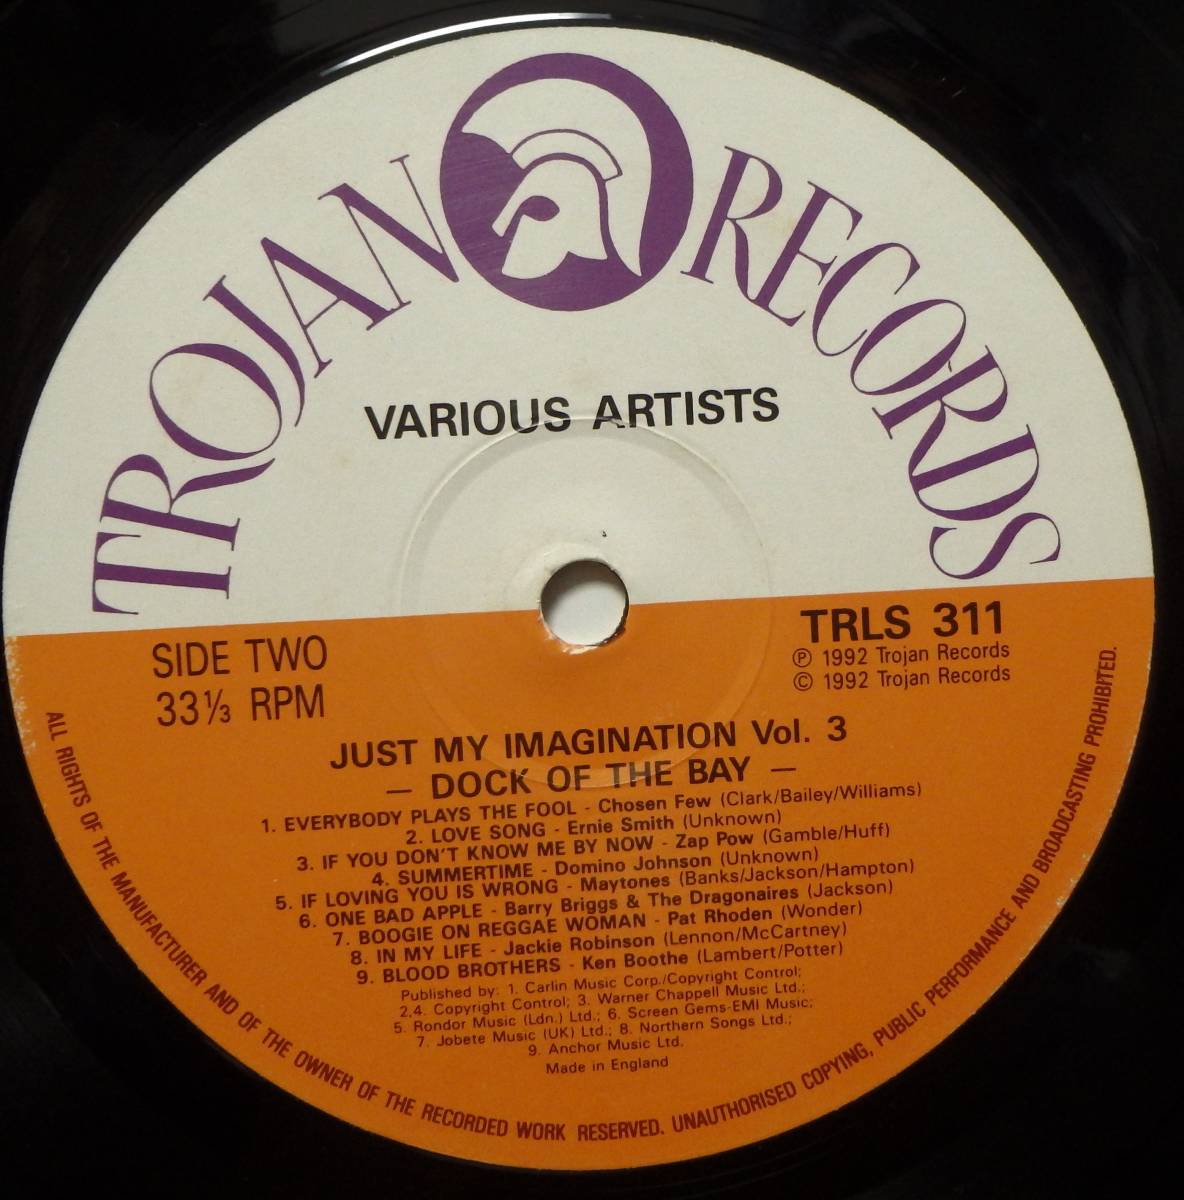 TROJAN RECORDS
VARIOUS ARTISTS
SIDE TWO
33⅓ RPM
TRLS 311
Ⓟ 1992 Trojan Records
© 1992 Trojan Records
JUST MY IMAGINATION Vol. 3
— DOCK OF THE BAY —
1. EVERYBODY PLAYS THE FOOL - Chosen Few (Clark/Bailey/Williams)
2. LOVE SONG - Ernie Smith (Unknown)
3. IF YOU DON'T KNOW ME BY NOW - Zap Pow (Gamble/Huff)
4. SUMMERTIME - Domino Johnson (Unknown)
5. IF LOVING YOU IS WRONG - Maytones (Banks/Jackson/Hampton)
6. ONE BAD APPLE - Barry Briggs & The Dragonaires (Jackson)
7. BOOGIE ON REGGAE WOMAN - Pat Rhoden (Wonder)
8. IN MY LIFE - Jackie Robinson (Lennon/McCartney)
9. BLOOD BROTHERS - Ken Boothe (Lambert/Potter)
Published by: 1. Carlin Music Corp./Copyright Control;
2.4. Copyright Control; 3. Warner Chappell Music Ltd.;
5. Rondor Music (Ldn.) Ltd.; 6. Screen Gems-EMI Music;
7. Jobete Music (UK) Ltd.; 8. Northern Songs Ltd.;
9. Anchor Music Ltd.
Made in England
ALL RIGHTS OF THE MANUFACTURER AND OF THE OWNER OF THE RECORDED WORK RESERVED. UNAUTHORISED COPYING, PUBLIC PERFORMANCE AND BROADCASTING PROHIBITED.